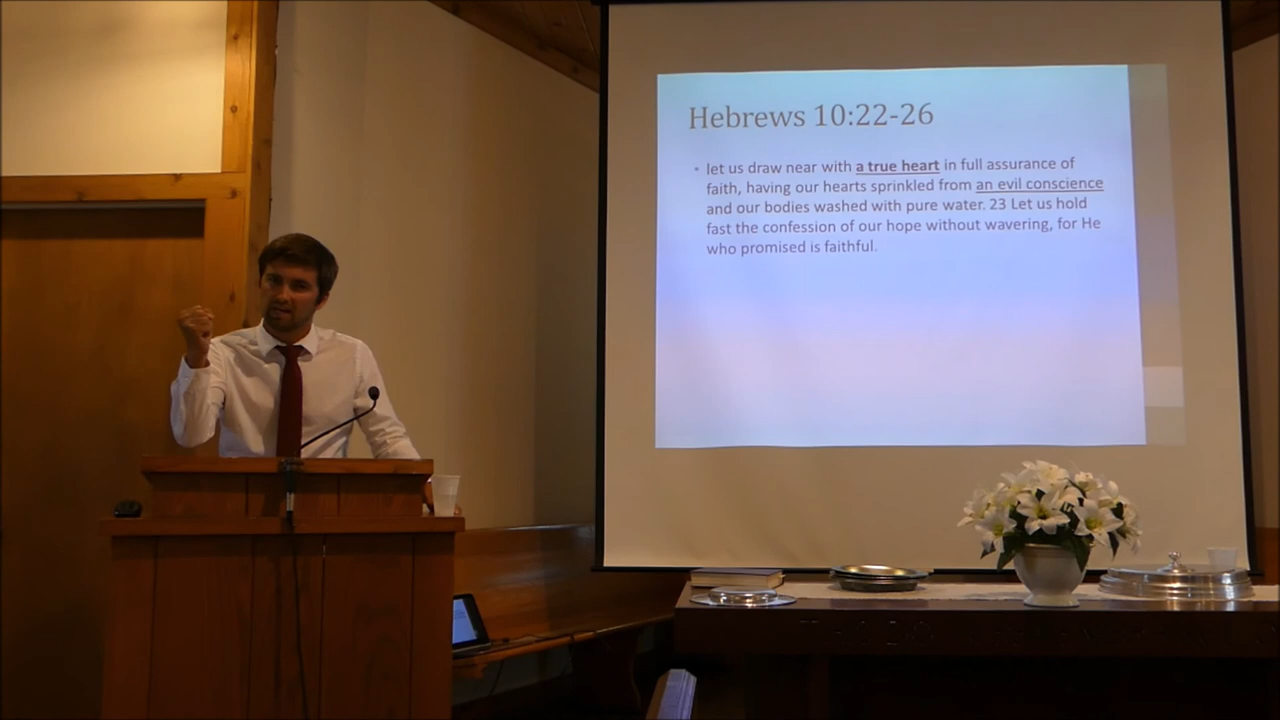 Hebrews 10:22-26
• let us draw near with a true heart in full assurance of
faith, having our hearts sprinkled from an evil conscience
and our bodies washed with pure water. 23 Let us hold
fast the confession of our hope without wavering, for He
who promised is faithful.